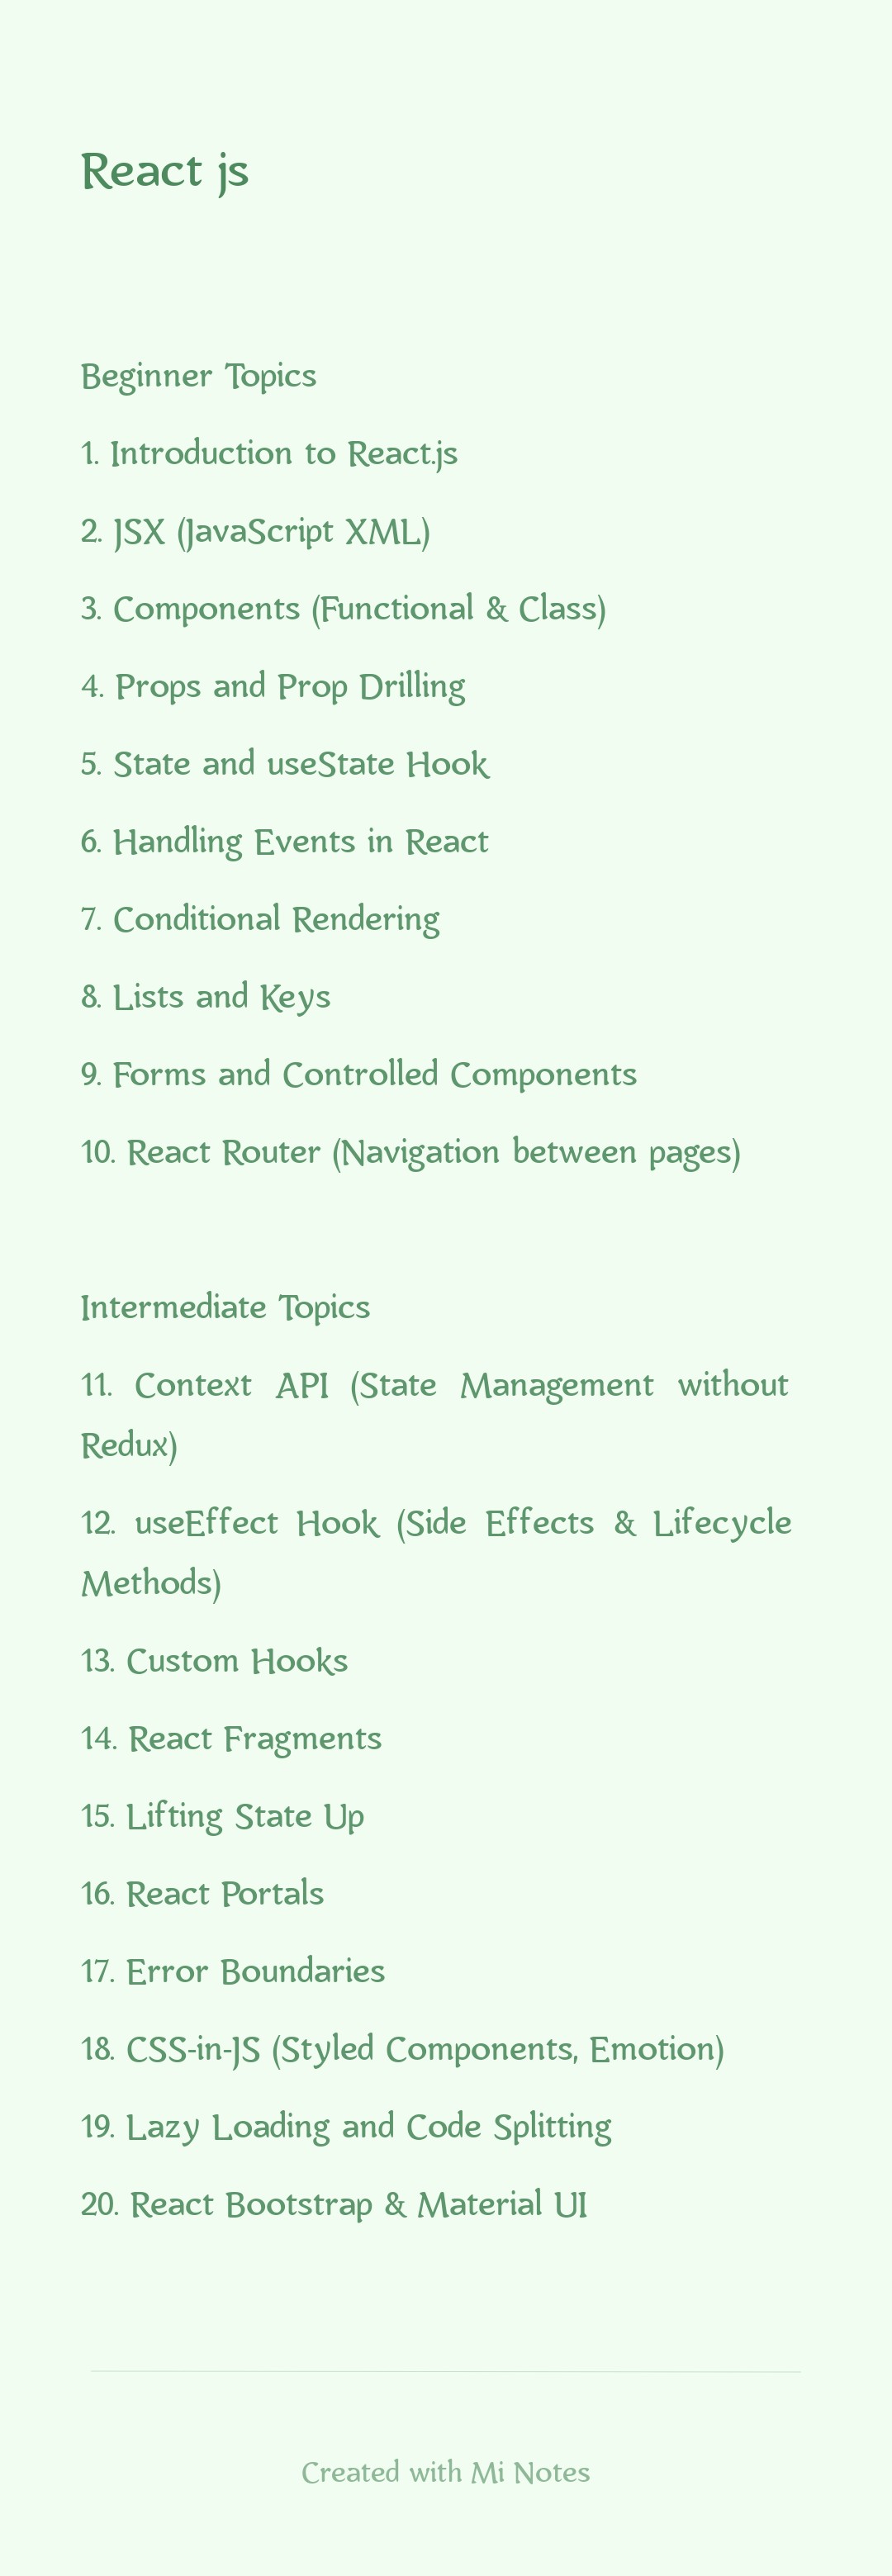 React js
Beginner Topics
1. Introduction to React.js
2. JSX (JavaScript XML)
3. Components (Functional & Class)
4. Props and Prop Drilling
5. State and useState Hook
6. Handling Events in React
7. Conditional Rendering
8. Lists and Keys
9. Forms and Controlled Components
10. React Router (Navigation between pages)
Intermediate Topics
11. Context API (State Management without
Redux)
12. useEffect Hook (Side Effects & Lifecycle
Methods)
13. Custom Hooks
14. React Fragments
15. Lifting State Up
16. React Portals
17. Error Boundaries
18. CSS-in-JS (Styled Components, Emotion)
19. Lazy Loading and Code Splitting
20. React Bootstrap & Material UI
Created with Mi Notes